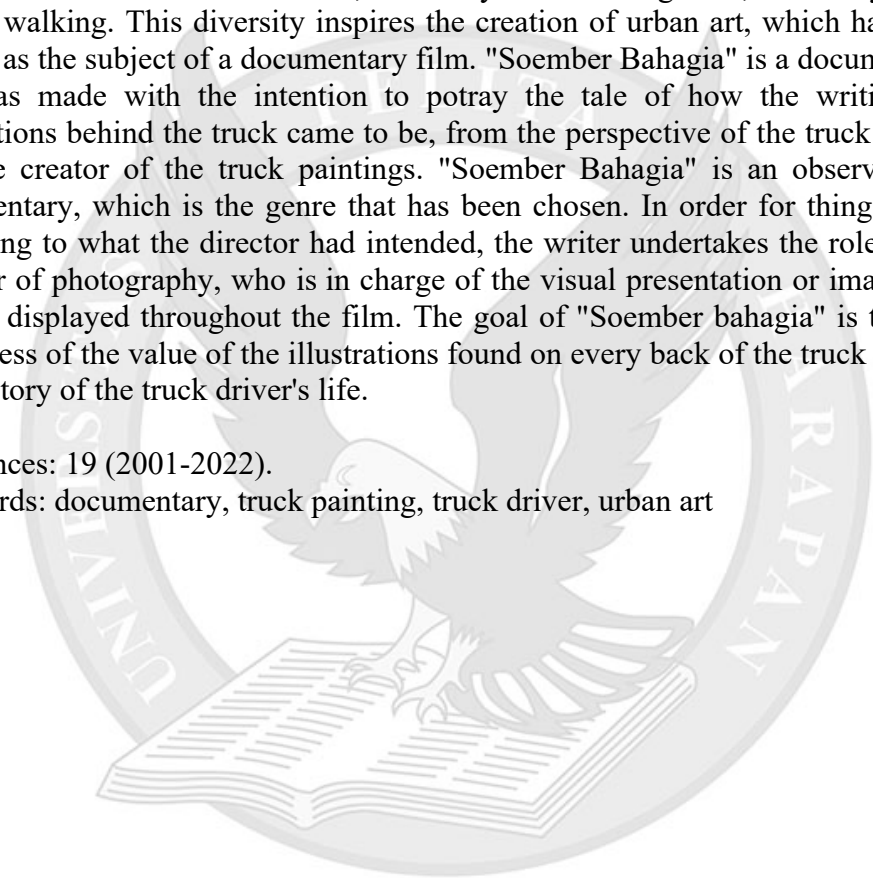 walking. This diversity inspires the creation of urban art, which ha
as the subject of a documentary film. "Soember Bahagia" is a docum
as made with the intention to potray the tale of how the writi
tions behind the truck came to be, from the perspective of the truck
e creator of the truck paintings. "Soember Bahagia" is an observ
entary, which is the genre that has been chosen. In order for thing
ng to what the director had intended, the writer undertakes the role
r of photography, who is in charge of the visual presentation or ima
displayed throughout the film. The goal of "Soember bahagia" is t
ess of the value of the illustrations found on every back of the truck
tory of the truck driver's life.
nces: 19 (2001-2022).
rds: documentary, truck painting, truck driver, urban art
UNIVERSITAS PELITA HARAPAN